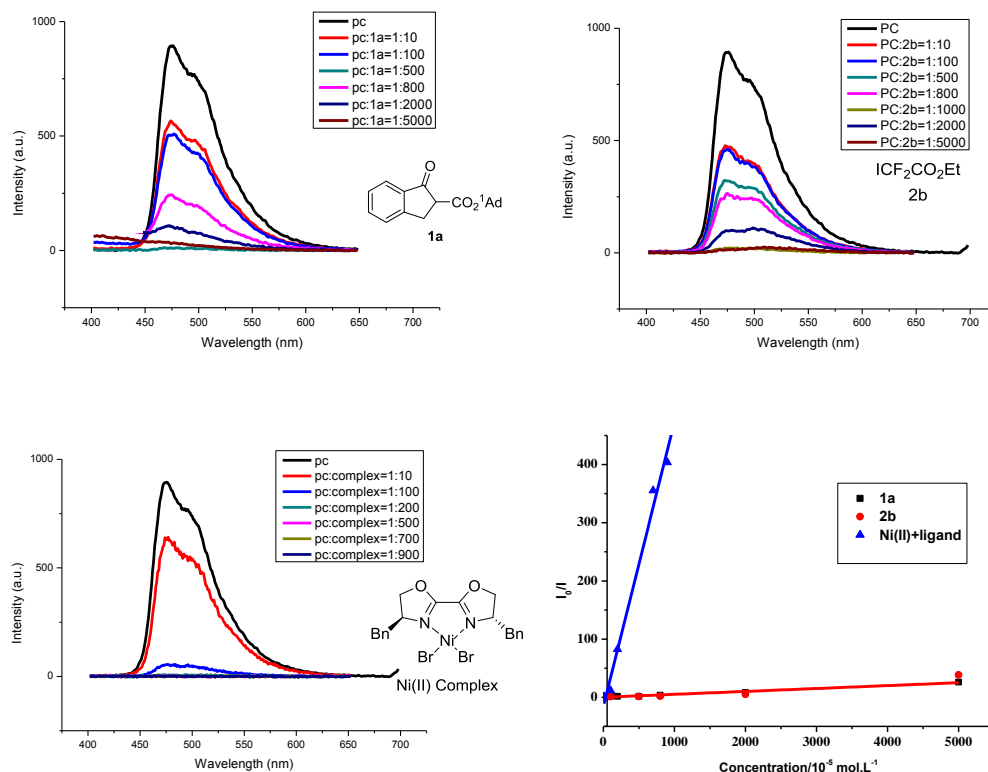 1000
500
0
Intensity (a.u.)
400 450 500 550 600 650 700
Wavelength (nm)
pc
pc:1a=1:10
pc:1a=1:100
pc:1a=1:500
pc:1a=1:800
pc:1a=1:2000
pc:1a=1:5000
O
CO₂¹Ad
1a
1000
500
0
Intensity (a.u.)
400 450 500 550 600 650 700
Wavelength (nm)
PC
PC:2b=1:10
PC:2b=1:100
PC:2b=1:500
PC:2b=1:800
PC:2b=1:1000
PC:2b=1:2000
PC:2b=1:5000
ICF₂CO₂Et
2b
1000
500
0
Intensity (a.u.)
400 450 500 550 600 650 700
Wavelength (nm)
pc
pc:complex=1:10
pc:complex=1:100
pc:complex=1:200
pc:complex=1:500
pc:complex=1:700
pc:complex=1:900
O O
N N
Bn Ni Bn
Br Br
Ni(II) Complex
400
300
200
100
0
I₀/I
0 1000 2000 3000 4000 5000
Concentration/10⁻⁵ mol.L⁻¹
1a
2b
Ni(II)+ligand